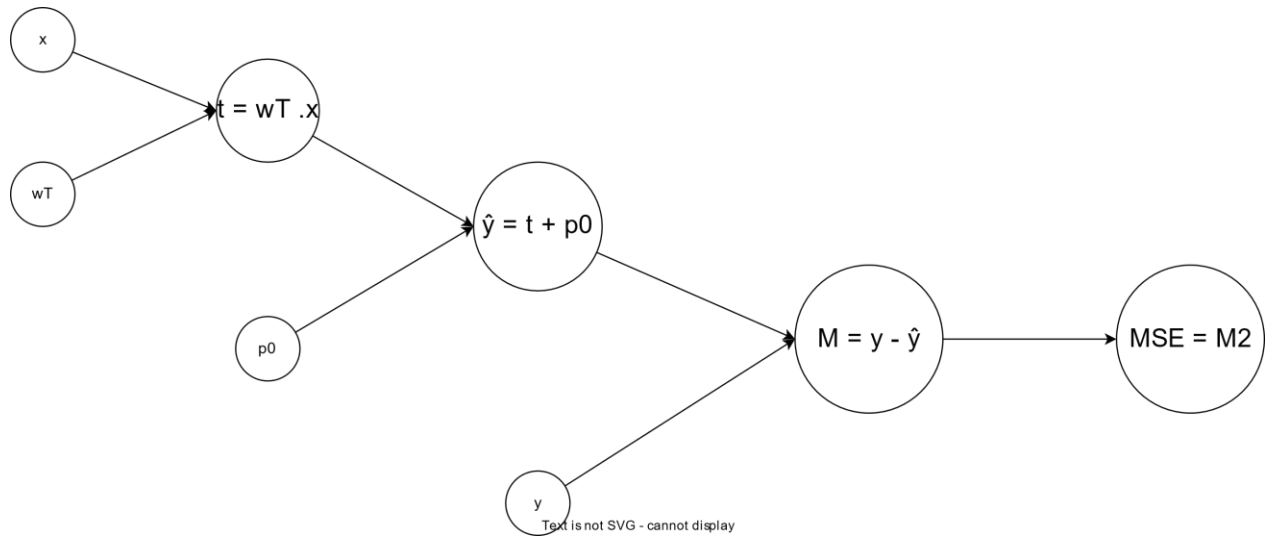 x
t = wT .x
wT
ŷ = t + p0
p0
M = y - ŷ
MSE = M2
y
Text is not SVG - cannot display